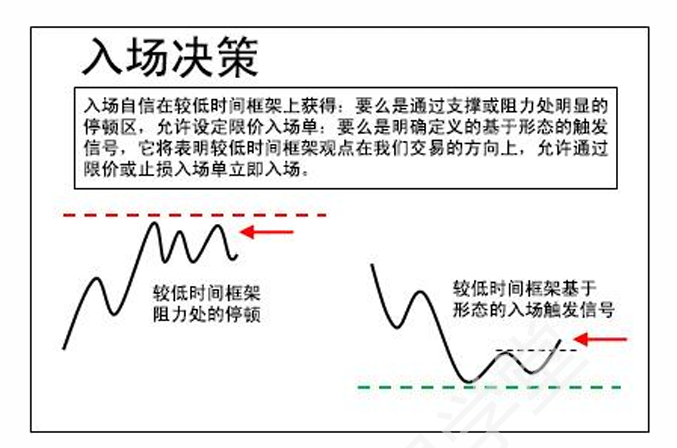 入场决策
入场自信在较低时间框架上获得：要么是通过支撑或阻力处明显的
停顿区，允许设定限价入场单：要么是明确定义的基于形态的触发
信号，它将表明较低时间框架观点在我们交易的方向上，允许通过
限价或止损入场单立即入场。
较低时间框架
阻力处的停顿
较低时间框架基于
形态的入场触发信号
学堂